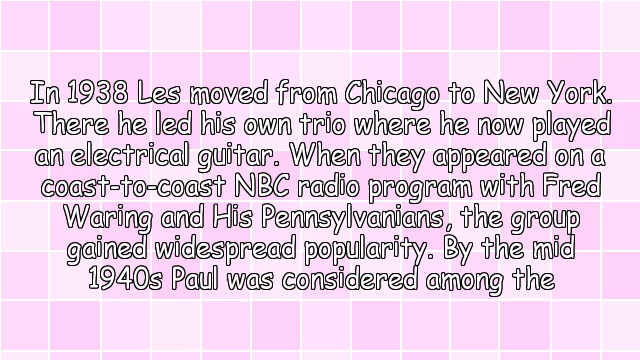 In 1938 Les moved from Chicago to New York.
There he led his own trio where he now played
an electrical guitar. When they appeared on a
coast-to-coast NBC radio program with Fred
Waring and His Pennsylvanians, the group
gained widespread popularity. By the mid
1940s Paul was considered among the